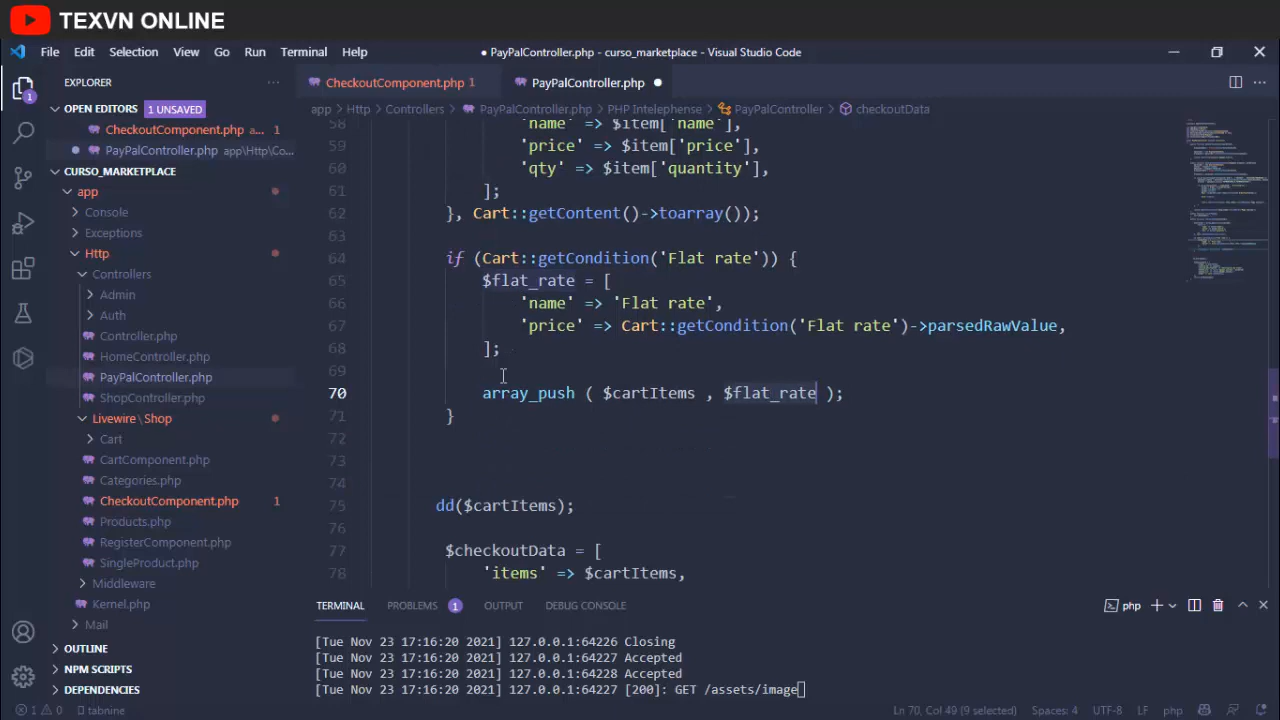 TEXVN ONLINE
File Edit Selection View Go Run Terminal Help
● PayPalController.php - curso_marketplace - Visual Studio Code
EXPLORER ···
CheckoutComponent.php 1
PayPalController.php ●
OPEN EDITORS 1 UNSAVED
CheckoutComponent.php a... 1
PayPalController.php app\Http\Co...
CURSO_MARKETPLACE
app
Console
Exceptions
Http
Controllers
Admin
Auth
Controller.php
HomeController.php
PayPalController.php
ShopController.php
Livewire\Shop
Cart
CartComponent.php
Categories.php
CheckoutComponent.php 1
Products.php
RegisterComponent.php
SingleProduct.php
Middleware
Kernel.php
Mail
OUTLINE
NPM SCRIPTS
DEPENDENCIES
1
app > Http > Controllers > PayPalController.php > PHP Intelephense > PayPalController > checkoutData
58 'name' => $item['name'],
59 'price' => $item['price'],
60 'qty' => $item['quantity'],
61 ];
62 }, Cart::getContent()->toarray());
63
64 if (Cart::getCondition('Flat rate')) {
65 $flat_rate = [
66 'name' => 'Flat rate',
67 'price' => Cart::getCondition('Flat rate')->parsedRawValue,
68 ];
69
70 array_push ( $cartItems , $flat_rate );
71 }
72
73
74
75 dd($cartItems);
76
77 $checkoutData = [
78 'items' => $cartItems,
TERMINAL PROBLEMS 1 OUTPUT DEBUG CONSOLE
php
[Tue Nov 23 17:16:20 2021] 127.0.0.1:64226 Closing
[Tue Nov 23 17:16:20 2021] 127.0.0.1:64227 Accepted
[Tue Nov 23 17:16:20 2021] 127.0.0.1:64228 Accepted
[Tue Nov 23 17:16:20 2021] 127.0.0.1:64227 [200]: GET /assets/image
1 0 tabnine
Ln 70, Col 49 (9 selected) Spaces: 4 UTF-8 LF php